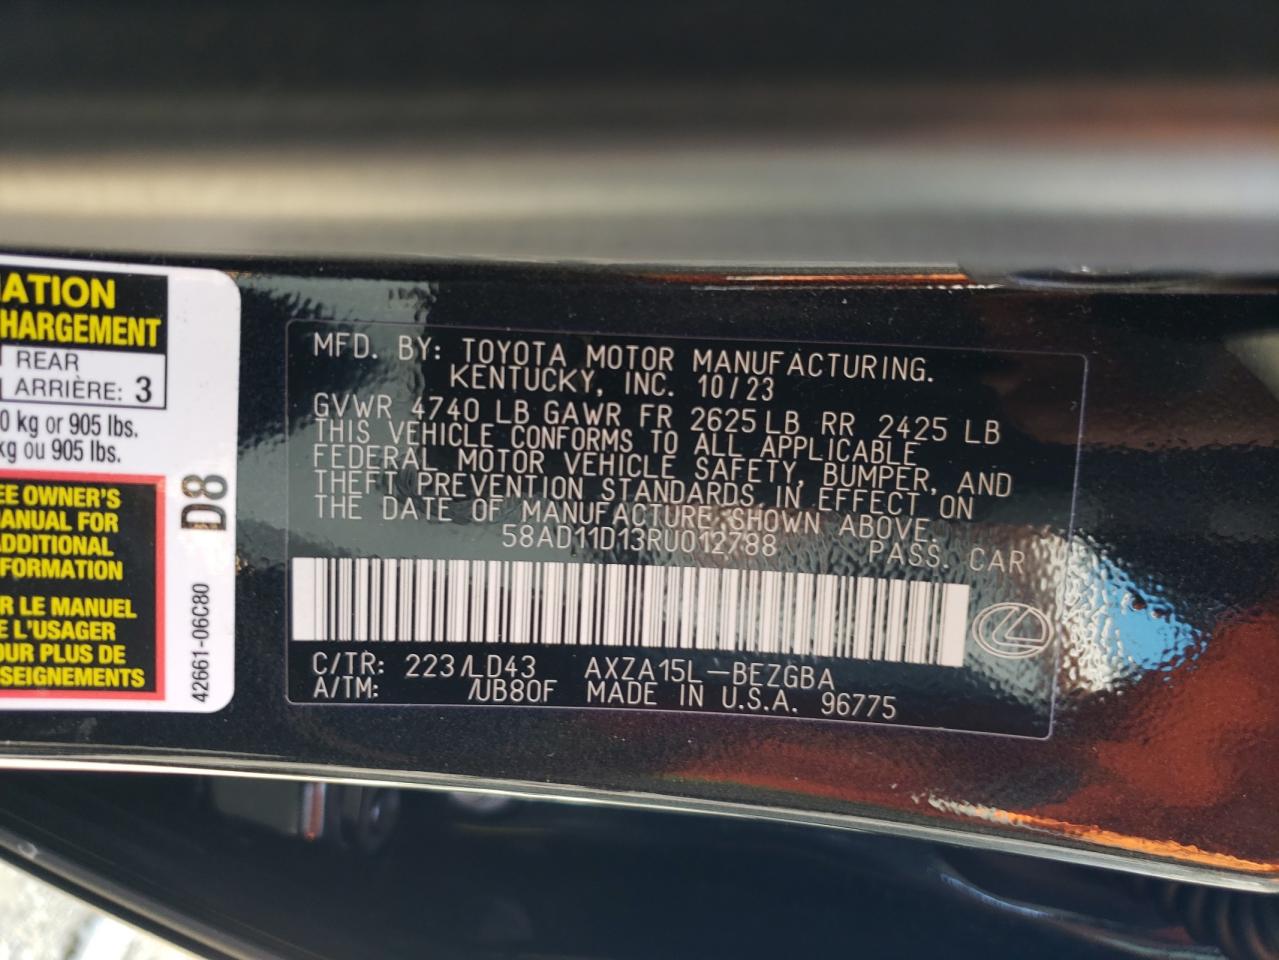 ATION
HARGEMENT
REAR
ARRIÈRE: 3
0 kg or 905 lbs.
kg ou 905 lbs.
EE OWNER'S
ANUAL FOR
ADDITIONAL
FORMATION
R LE MANUEL
E L'USAGER
OUR PLUS DE
SEIGNEMENTS
D8
42661-06C80
MFD. BY: TOYOTA MOTOR MANUFACTURING.
KENTUCKY, INC. 10/23
GVWR 4740 LB GAWR FR 2625 LB RR 2425 LB
THIS VEHICLE CONFORMS TO ALL APPLICABLE
FEDERAL MOTOR VEHICLE SAFETY, BUMPER, AND
THEFT PREVENTION STANDARDS IN EFFECT ON
THE DATE OF MANUFACTURE SHOWN ABOVE.
58AD11D13RU012788 PASS. CAR
C/TR: 223/LD43 AXZA15L-BEZGBA
A/TM: /UB80F MADE IN U.S.A. 96775